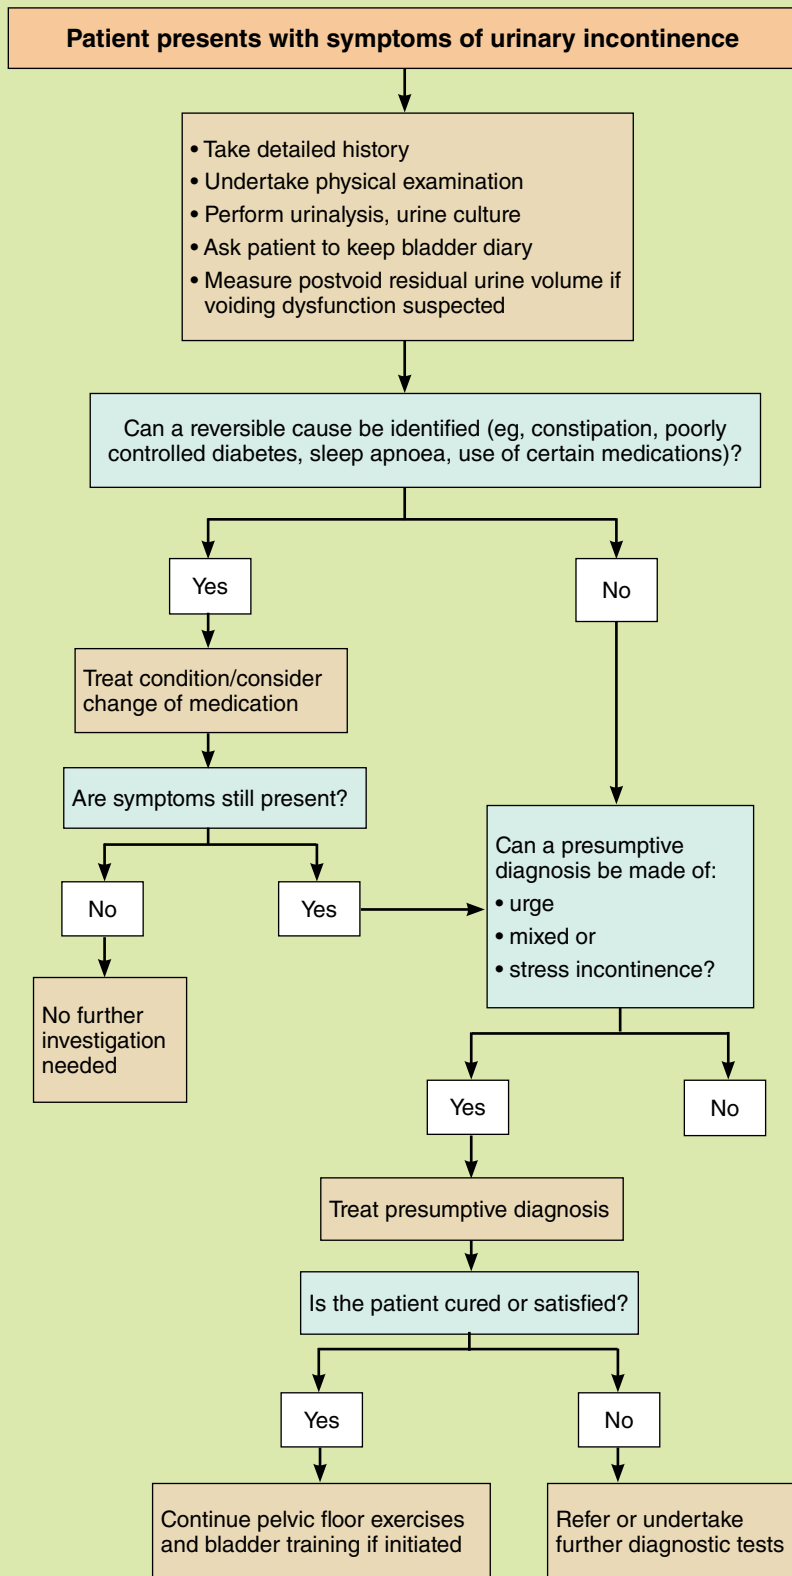 Patient presents with symptoms of urinary incontinence
• Take detailed history
• Undertake physical examination
• Perform urinalysis, urine culture
• Ask patient to keep bladder diary
• Measure postvoid residual urine volume if
voiding dysfunction suspected
Can a reversible cause be identified (eg, constipation, poorly
controlled diabetes, sleep apnoea, use of certain medications)?
Yes
No
Treat condition/consider
change of medication
Are symptoms still present?
Can a presumptive
diagnosis be made of:
• urge
• mixed or
• stress incontinence?
No
Yes
No further
investigation
needed
Yes
No
Treat presumptive diagnosis
Is the patient cured or satisfied?
Yes
No
Continue pelvic floor exercises
and bladder training if initiated
Refer or undertake
further diagnostic tests